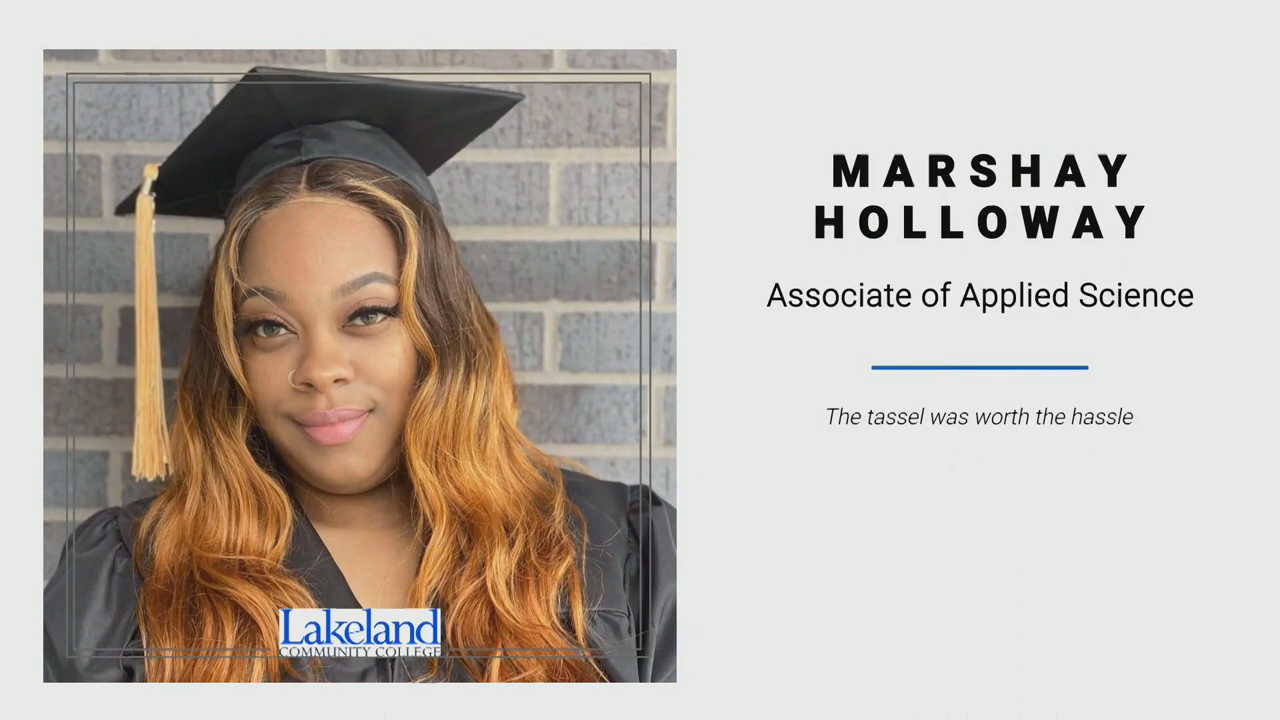 MARSHAY
HOLLOWAY
Associate of Applied Science
The tassel was worth the hassle
Lakeland
COMMUNITY COLLEGE